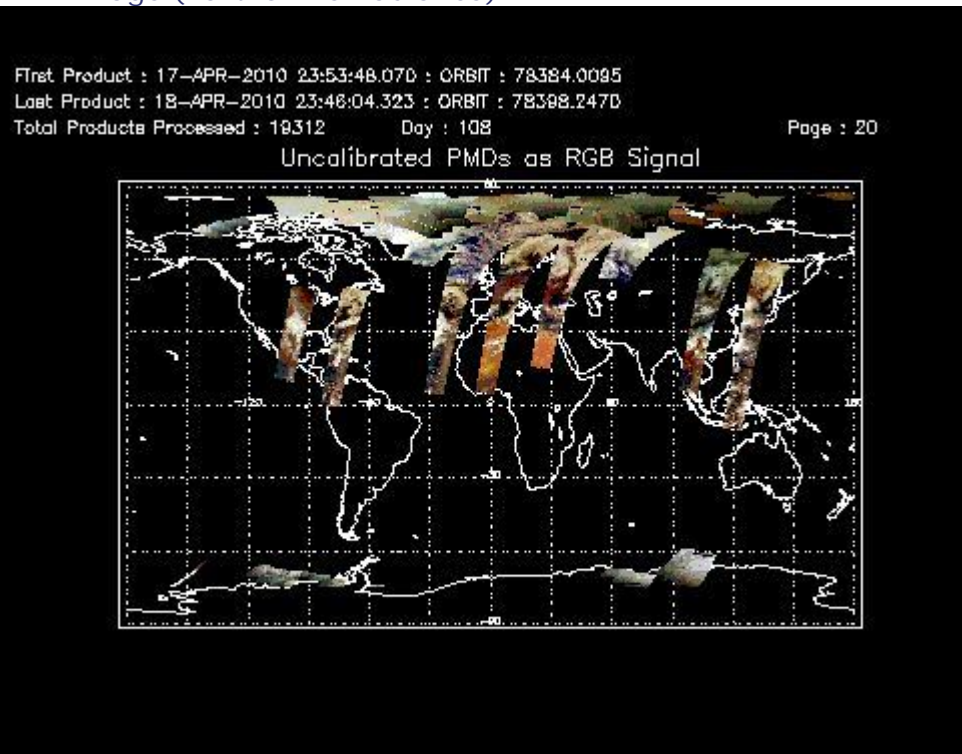 First Product : 17-APR-2010 23:53:48.070 : ORBIT : 78384.0095
Last Product : 18-APR-2010 23:46:04.323 : ORBIT : 78398.2470
Total Products Processed : 19312 Day : 108 Page : 20
Uncalibrated PMDs as RGB Signal
-120
0
180
-90